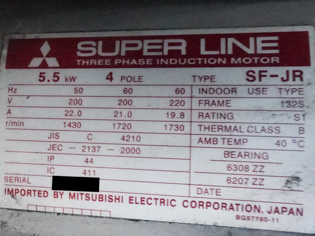 SUPER LINE
THREE PHASE INDUCTION MOTOR
5.5 kW 4 POLE TYPE SF-JR
Hz 50 60 60 INDOOR USE TYPE
V 200 200 220 FRAME 132S
A 22.0 21.0 19.8 RATING S1
r/min 1430 1720 1730 THERMAL CLASS B
JIS C 4210 AMB TEMP 40 °C
JEC - 2137 - 2000 BEARING
IP 44 6308 ZZ
IC 411 6207 ZZ
SERIAL DATE
IMPORTED BY MITSUBISHI ELECTRIC CORPORATION, JAPAN
BG97780-11